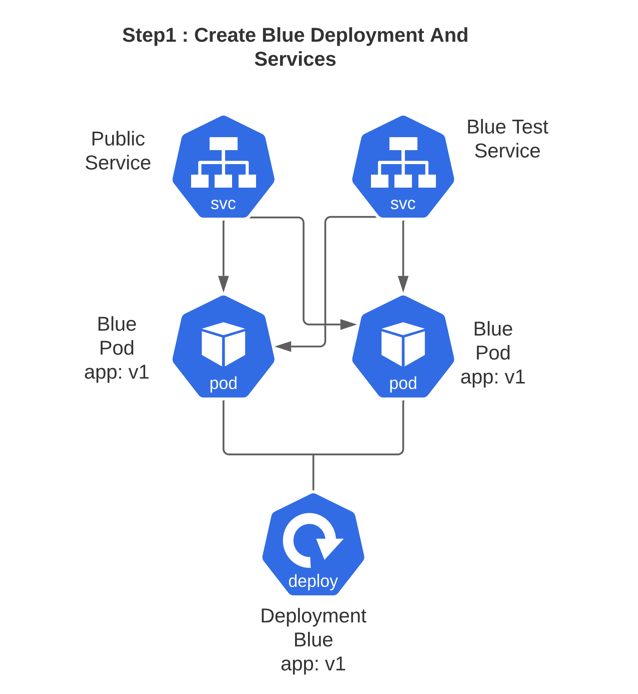 Step1 : Create Blue Deployment And
Services
Public
Service
svc
svc
Blue Test
Service
Blue
Pod
app: v1
pod
pod
Blue
Pod
app: v1
deploy
Deployment
Blue
app: v1